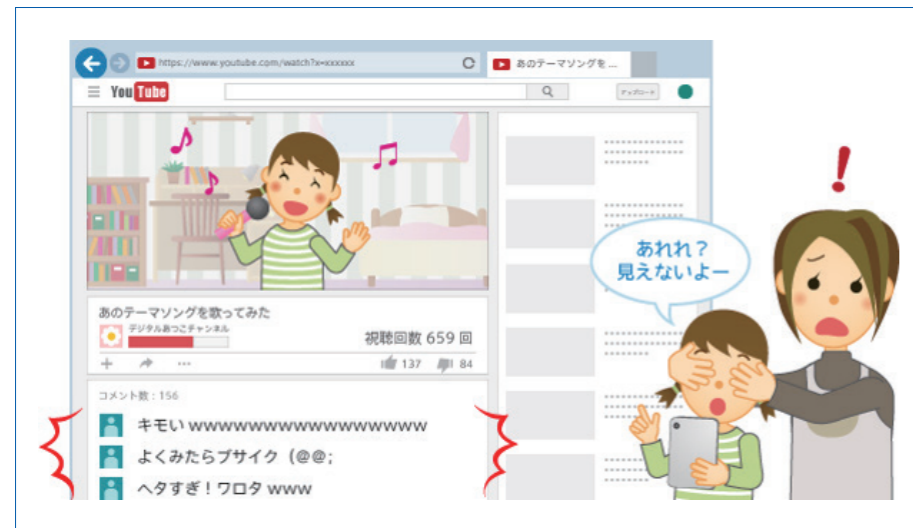 https://www.youtube.com/watch?x=xxxxxx
あのテーマソングを ...
YouTube
アップロード
あれれ？
見えないよー
あのテーマソングを歌ってみた
デジタルあつこチャンネル
視聴回数 659 回
137
84
コメント数：156
キモい wwwwwwwwwwwwwwwww
よくみたらブサイク（@@；
ヘタすぎ！ワロタ www